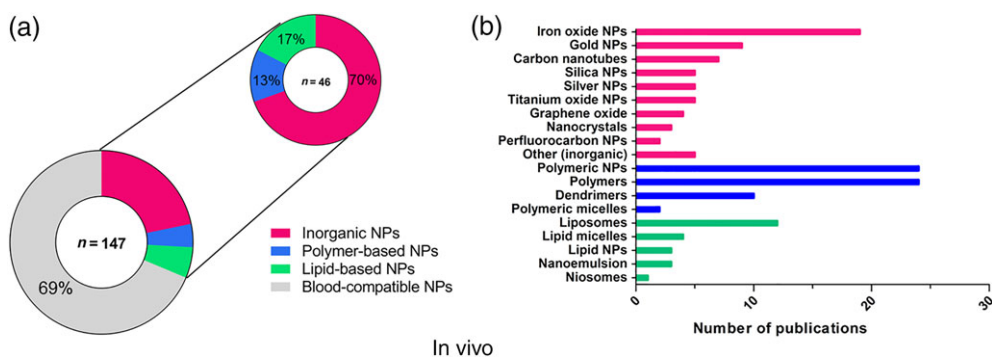 (a)
17%
13%
n = 46
70%
n = 147
69%
Inorganic NPs
Polymer-based NPs
Lipid-based NPs
Blood-compatible NPs
(b)
Iron oxide NPs
Gold NPs
Carbon nanotubes
Silica NPs
Silver NPs
Titanium oxide NPs
Graphene oxide
Nanocrystals
Perfluorocarbon NPs
Other (inorganic)
Polymeric NPs
Polymers
Dendrimers
Polymeric micelles
Liposomes
Lipid micelles
Lipid NPs
Nanoemulsion
Niosomes
0 10 20 30
Number of publications
In vivo